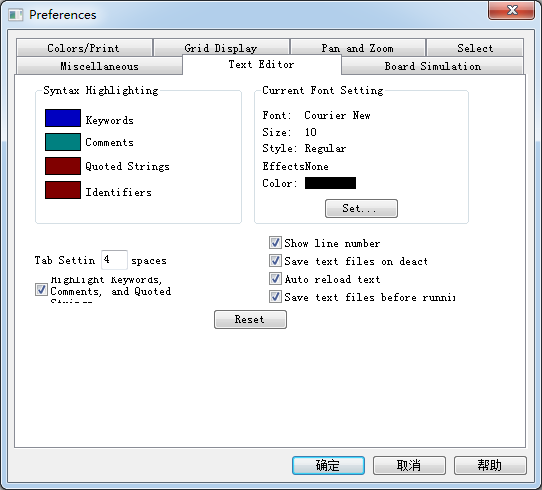 Preferences
Colors/Print
Grid Display
Pan and Zoom
Select
Miscellaneous
Text Editor
Board Simulation
Syntax Highlighting
Keywords
Comments
Quoted Strings
Identifiers
Current Font Setting
Font: Courier New
Size: 10
Style: Regular
Effects None
Color:
Set...
Tab Settin 4 spaces
Highlight Keywords,
Comments, and Quoted
Strings
Show line number
Save text files on deact
Auto reload text
Save text files before runni
Reset
确定
取消
帮助